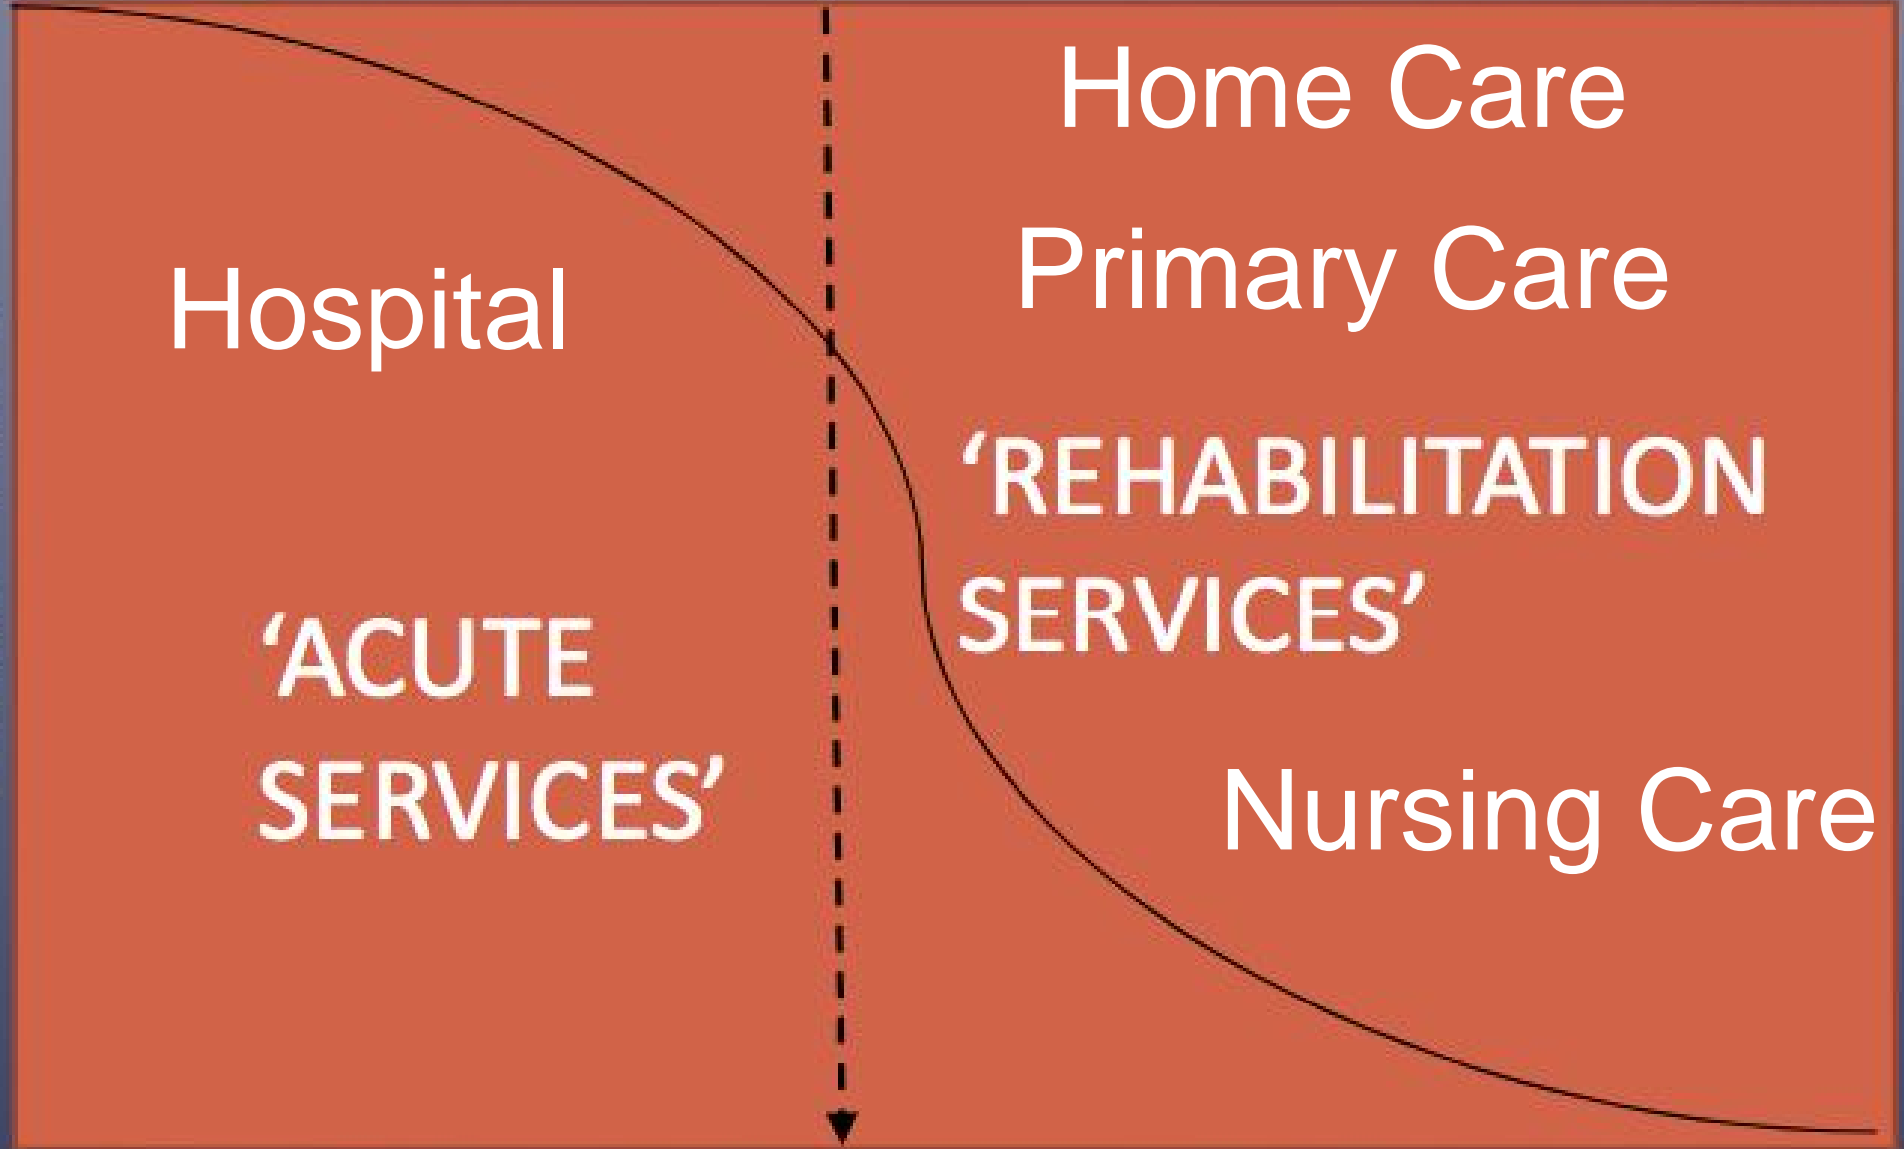 Hospital
‘ACUTE
SERVICES’
Home Care
Primary Care
‘REHABILITATION
SERVICES’
Nursing Care